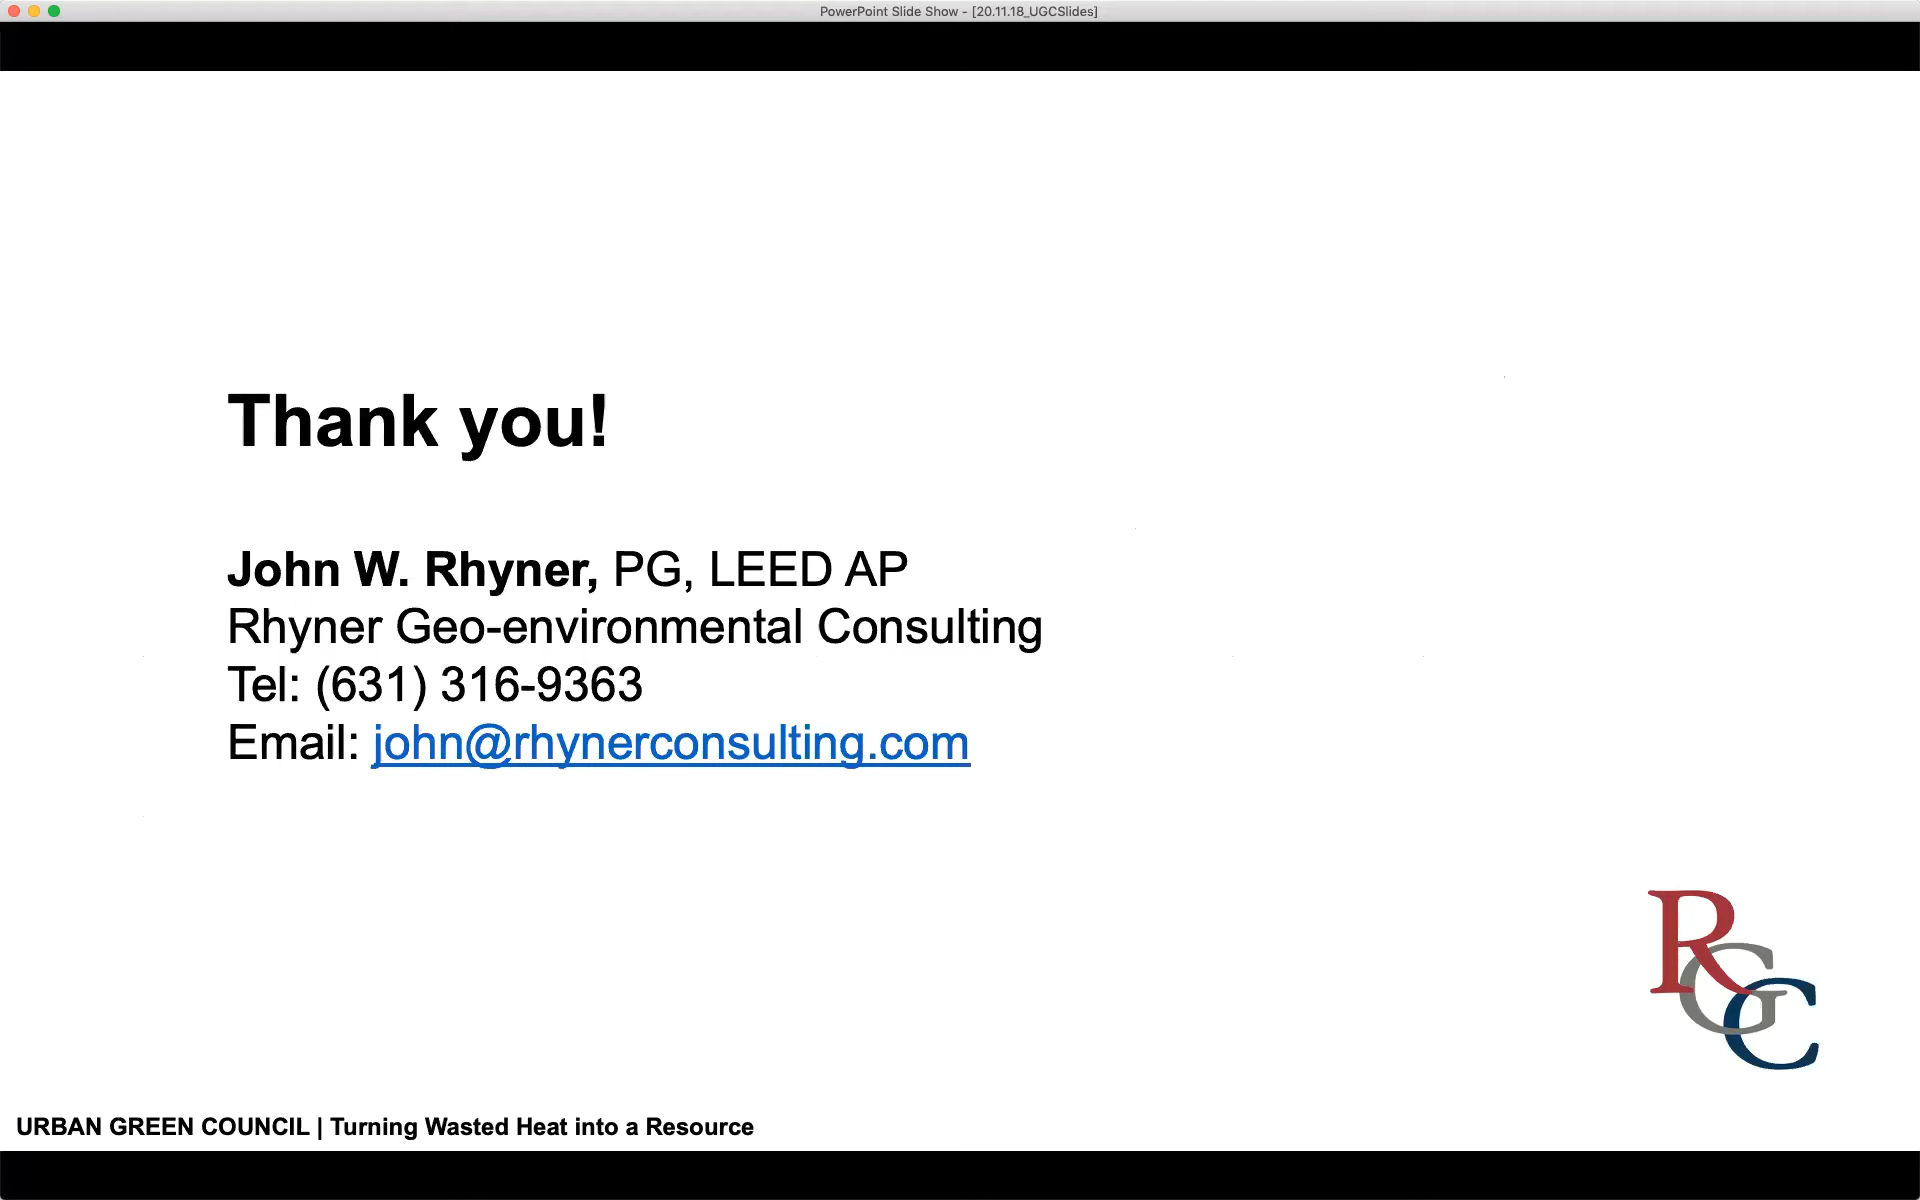 PowerPoint Slide Show - [20.11.18_UGCSlides]
Thank you!
John W. Rhyner, PG, LEED AP
Rhyner Geo-environmental Consulting
Tel: (631) 316-9363
Email: john@rhynerconsulting.com
RGC
URBAN GREEN COUNCIL | Turning Wasted Heat into a Resource